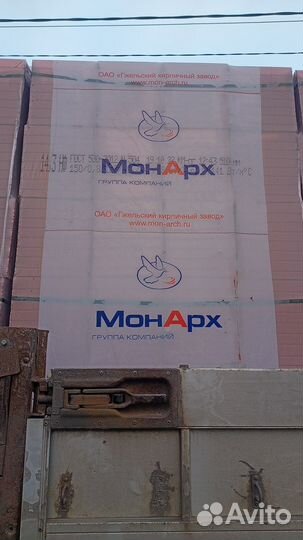 ОАО «Гжельский кирпичный завод»
www.mon-arch.ru
МонАрх
ГРУППА КОМПАНИЙ
ОАО «Гжельский кирпичный завод»
www.mon-arch.ru
МонАрх
ГРУППА КОМПАНИЙ
Avito